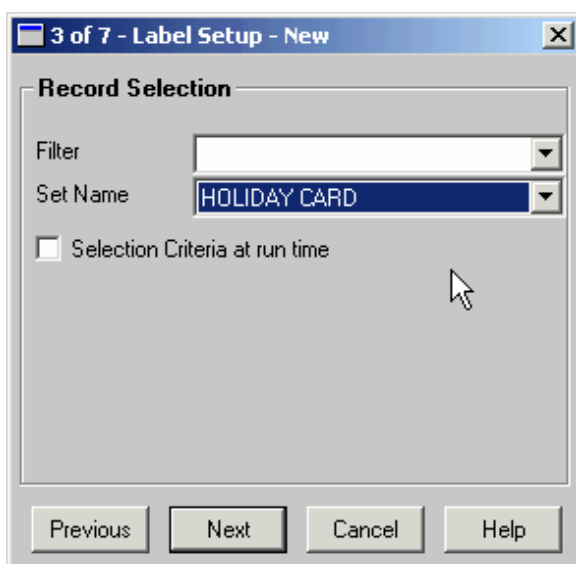 3 of 7 - Label Setup - New
Record Selection
Filter
Set Name HOLIDAY CARD
Selection Criteria at run time
Previous Next Cancel Help